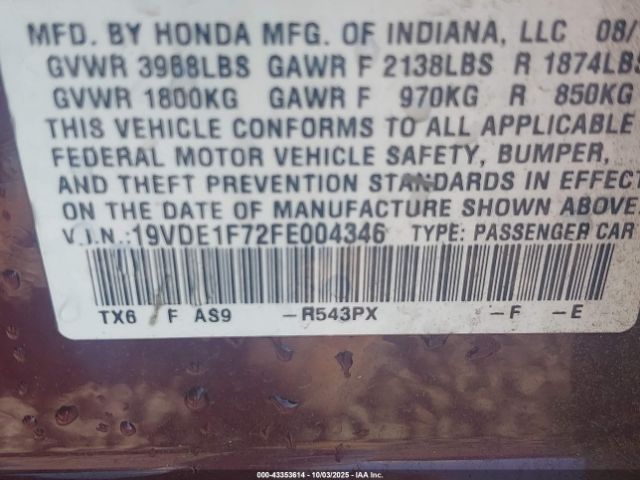 MFD. BY HONDA MFG. OF INDIANA, LLC 08/
GVWR 3968LBS GAWR F 2138LBS R 1874LBS
GVWR 1800KG GAWR F 970KG R 850KG
THIS VEHICLE CONFORMS TO ALL APPLICABLE
FEDERAL MOTOR VEHICLE SAFETY, BUMPER,
AND THEFT PREVENTION STANDARDS IN EFFECT
ON THE DATE OF MANUFACTURE SHOWN ABOVE.
V.I.N.:19VDE1F72FE004346 TYPE: PASSENGER CAR
TX6 F AS9 -R543PX -F -E
000-43353614 - 10/03/2025 - IAA, Inc.